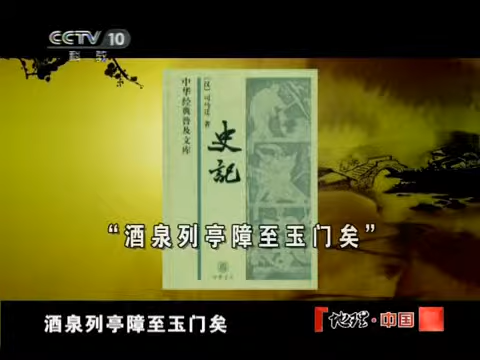 CCTV 10
科教
中华经典普及文库
[汉]司马迁 著
史记
“酒泉列亭障至玉门矣”
中华书局
酒泉列亭障至玉门矣
地理·中国